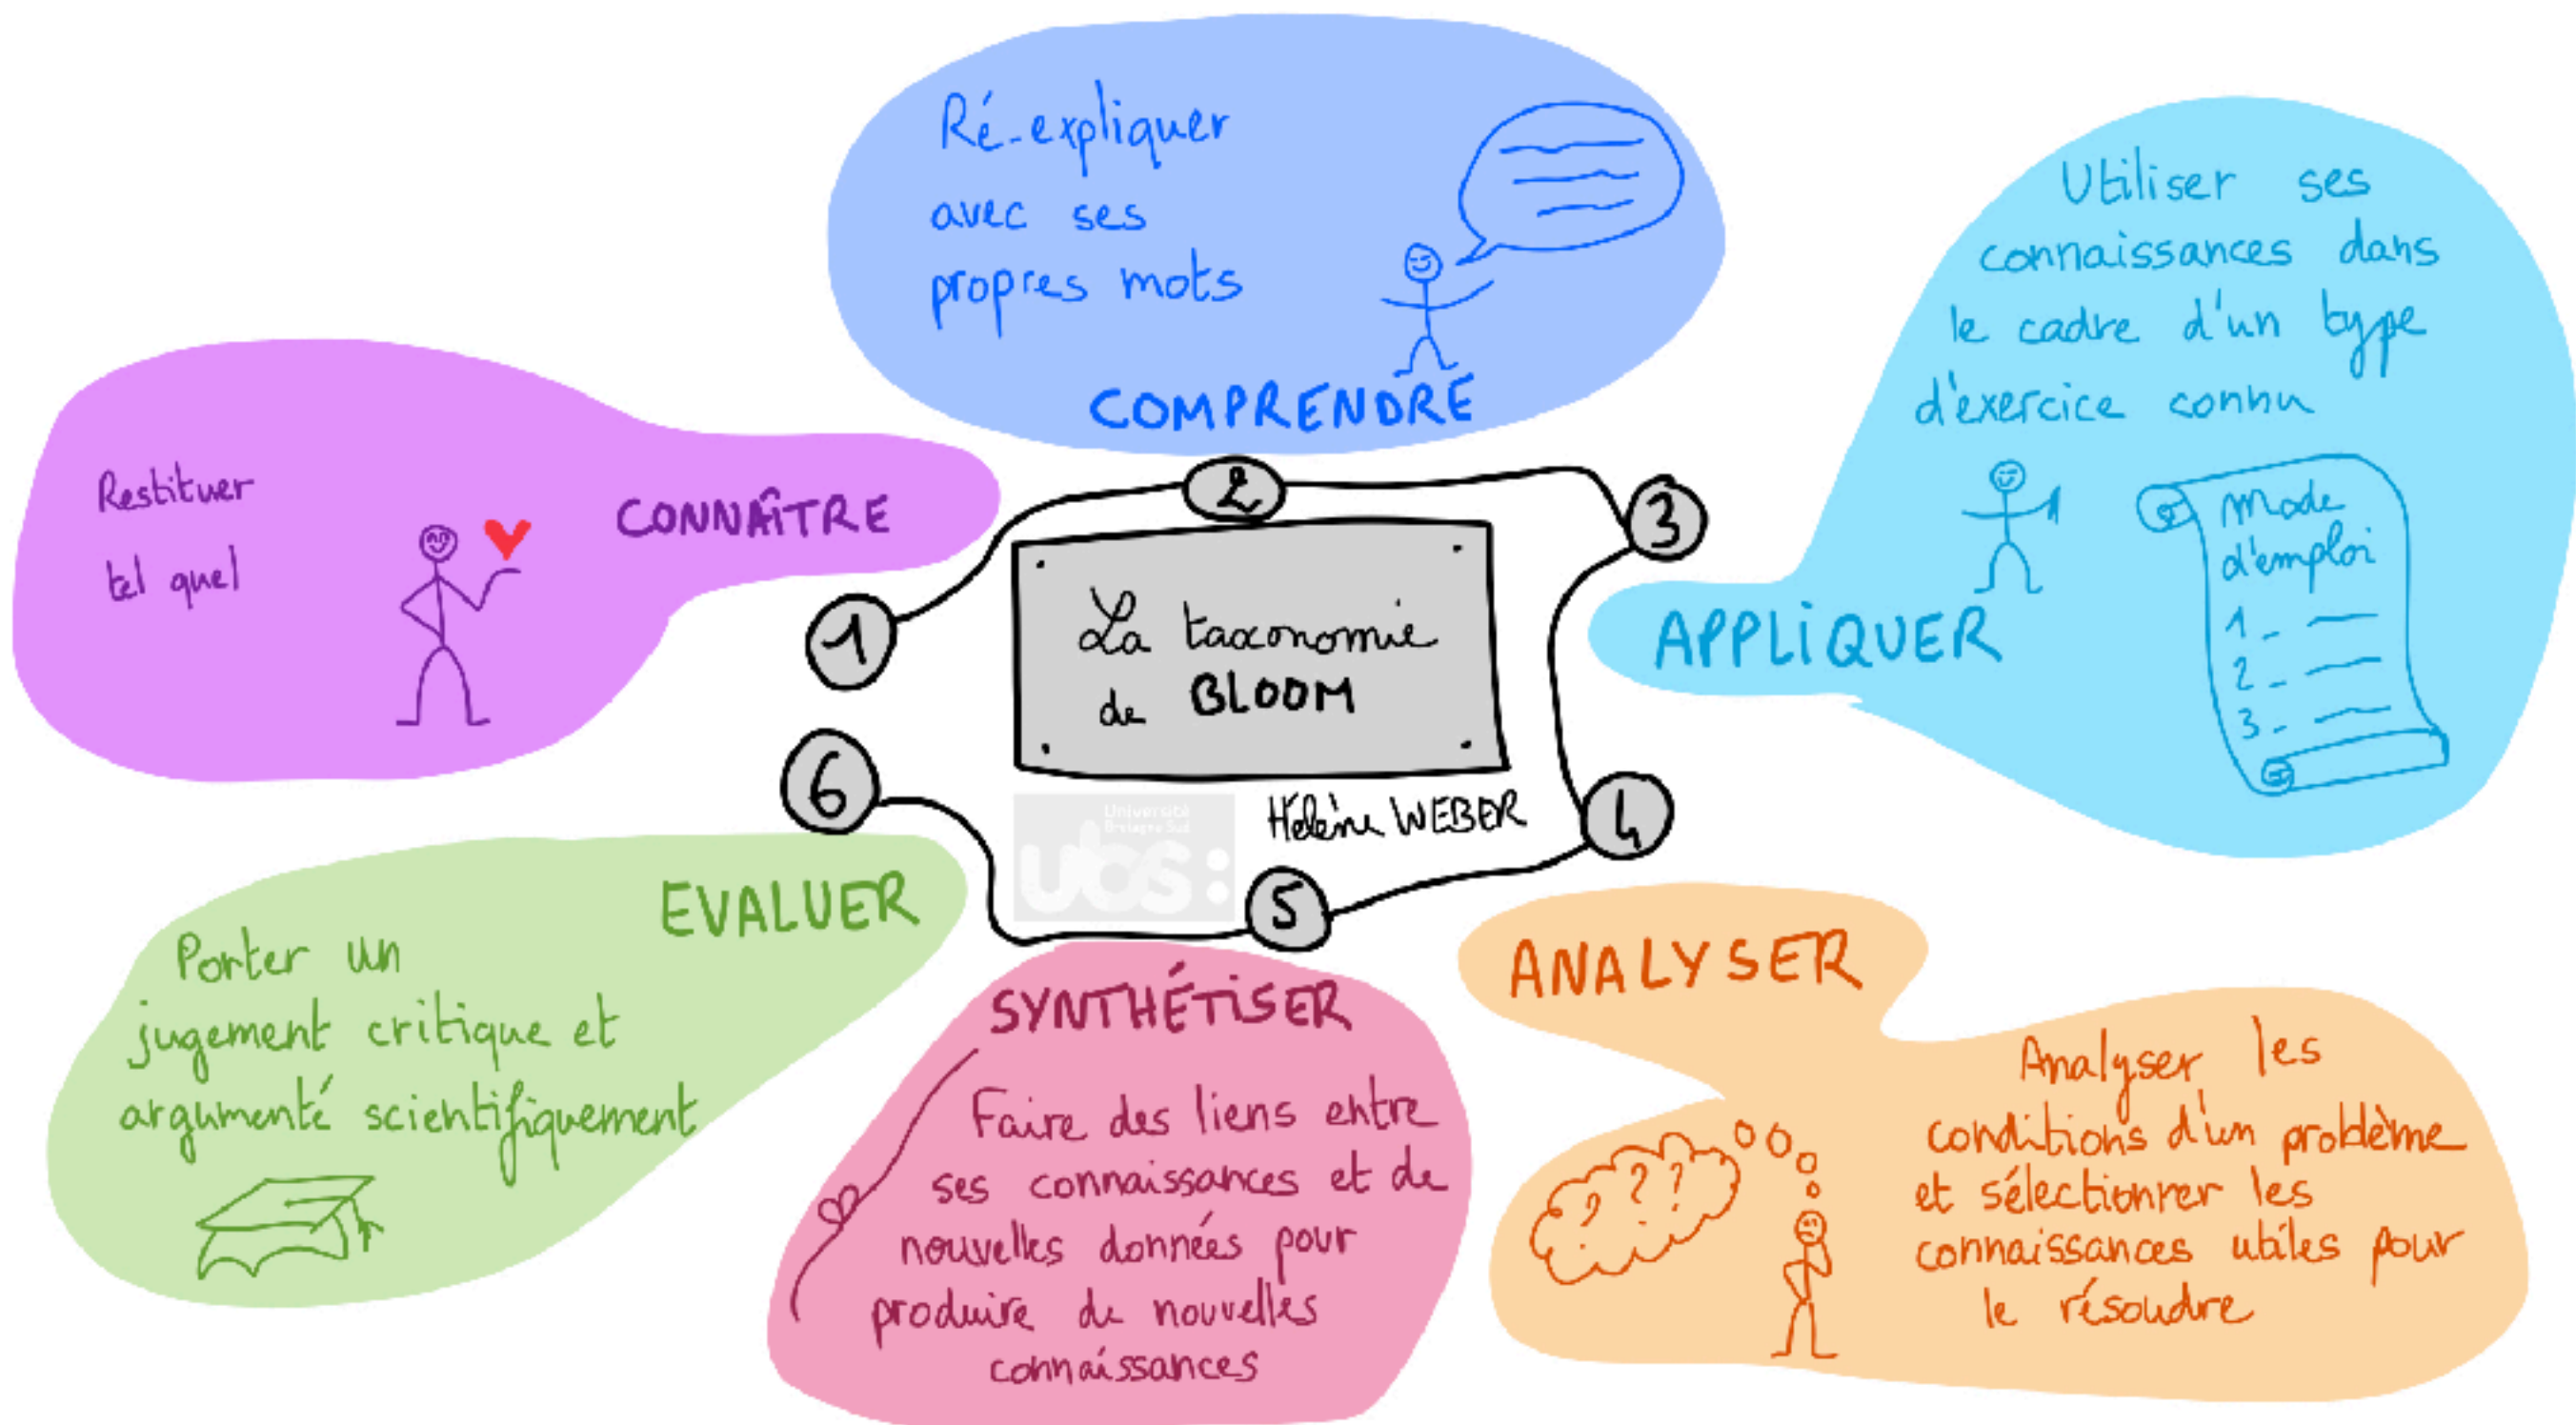 La taxonomie
de BLOOM
Hélène WEBER
Université
Bretagne Sud
ubs:
1
CONNAÎTRE
Restituer
tel quel
2
COMPRENDRE
Ré-expliquer
avec ses
propres mots
3
APPLIQUER
Utiliser ses
connaissances dans
le cadre d'un type
d'exercice connu
Mode
d'emploi
1 -
2 -
3 -
4
ANALYSER
Analyser les
conditions d'un problème
et sélectionner les
connaissances utiles pour
le résoudre
? ? ?
5
SYNTHÉTISER
Faire des liens entre
ses connaissances et de
nouvelles données pour
produire de nouvelles
connaissances
6
EVALUER
Porter un
jugement critique et
argumenté scientifiquement